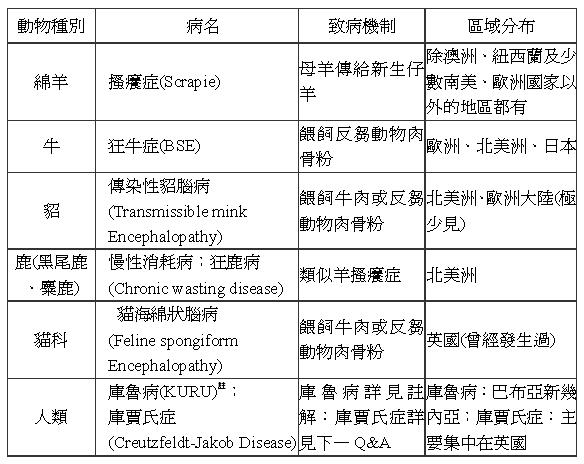 動物種別 病名 致病機制 區域分布
綿羊 搔癢症(Scrapie) 母羊傳給新生仔羊 除澳洲、紐西蘭及少數南美、歐洲國家以外的地區都有
牛 狂牛症(BSE) 餵飼反芻動物肉骨粉 歐洲、北美洲、日本
貂 傳染性貂腦病(Transmissible mink Encephalopathy) 餵飼牛肉或反芻動物肉骨粉 北美洲、歐洲大陸(極少見)
鹿(黑尾鹿、麋鹿) 慢性消耗病；狂鹿病(Chronic wasting disease) 類似羊搔癢症 北美洲
貓科 貓海綿狀腦病(Feline spongiform Encephalopathy) 餵飼牛肉或反芻動物肉骨粉 英國(曾經發生過)
人類 庫魯病(KURU)註；庫賈氏症(Creutzfeldt-Jakob Disease) 庫魯病詳見註解；庫賈氏症詳見下一 Q&A 庫魯病：巴布亞新幾內亞；庫賈氏症：主要集中在英國